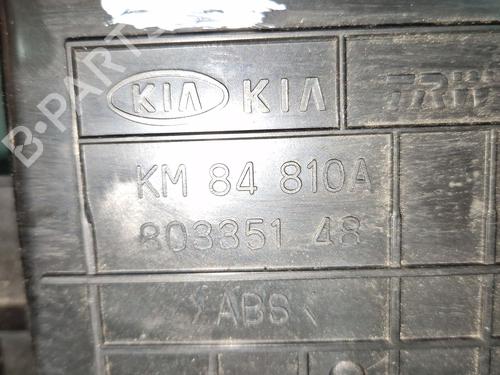 KIA KIA TRW
KM 84 810A
803351 48
>ABS<
B-PARTS